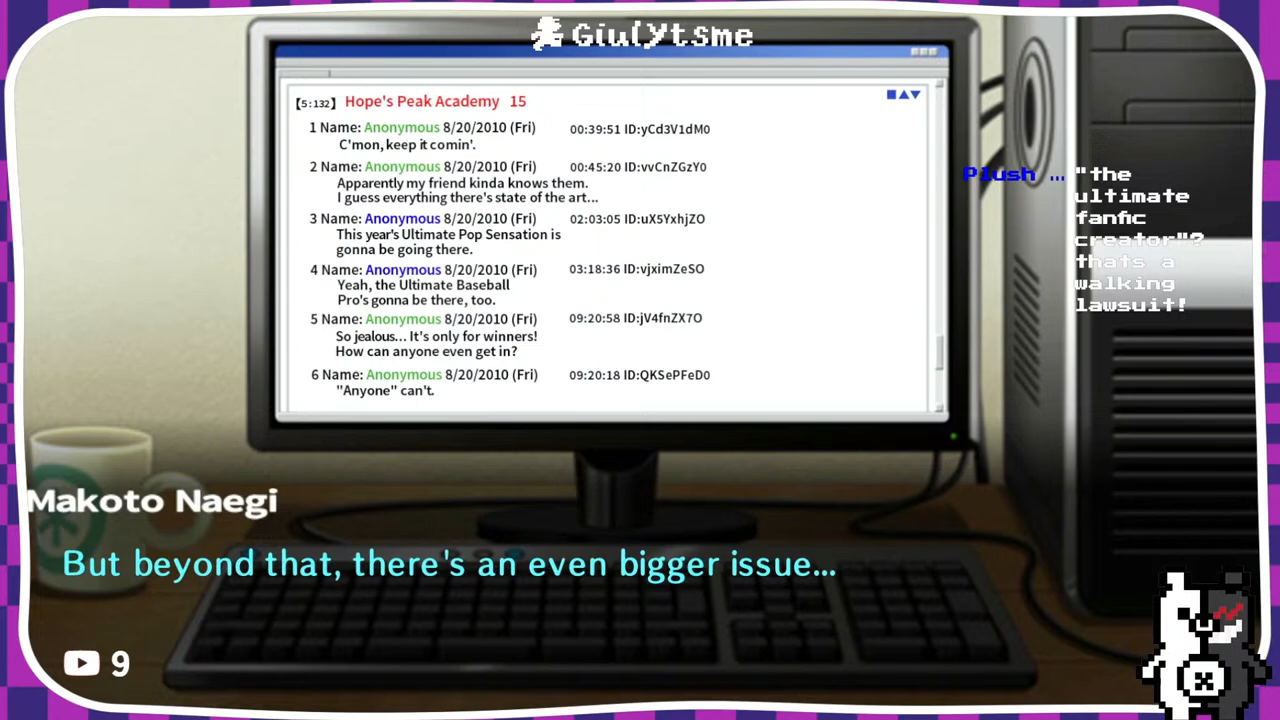 GiulYtsme
【5:132】 Hope's Peak Academy 15
1 Name: Anonymous 8/20/2010 (Fri) 00:39:51 ID:yCd3V1dM0
C'mon, keep it comin'.
2 Name: Anonymous 8/20/2010 (Fri) 00:45:20 ID:vvCnZGzY0
Apparently my friend kinda knows them.
I guess everything there's state of the art...
3 Name: Anonymous 8/20/2010 (Fri) 02:03:05 ID:uX5YxhjZO
This year's Ultimate Pop Sensation is
gonna be going there.
4 Name: Anonymous 8/20/2010 (Fri) 03:18:36 ID:vjximZeSO
Yeah, the Ultimate Baseball
Pro's gonna be there, too.
5 Name: Anonymous 8/20/2010 (Fri) 09:20:58 ID:jV4fnZX7O
So jealous... It's only for winners!
How can anyone even get in?
6 Name: Anonymous 8/20/2010 (Fri) 09:20:18 ID:QKSePFeD0
"Anyone" can't.
Plush ... "the
ultimate
fanfic
creator"?
thats a
walking
lawsuit!
Makoto Naegi
But beyond that, there's an even bigger issue...
9